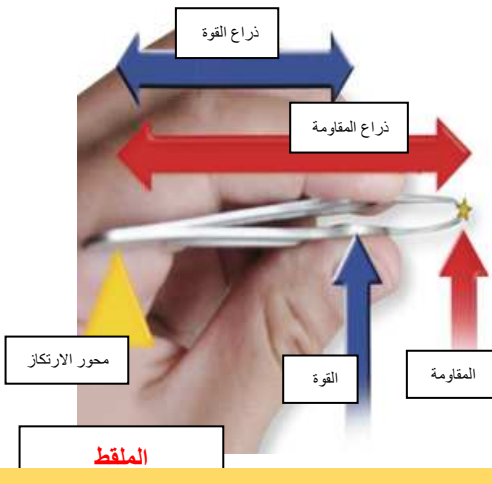 ذراع القوة
ذراع المقاومة
محور الارتكاز
القوة
المقاومة
الملقط